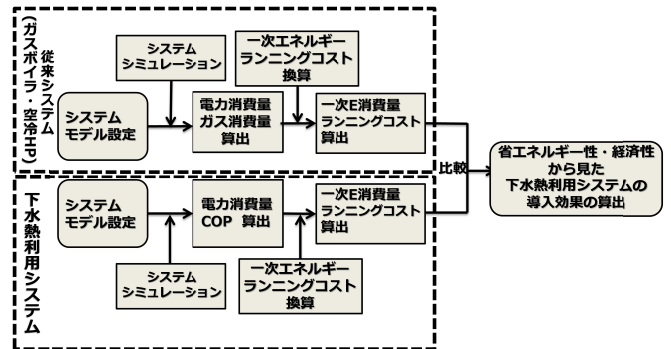 従来システム
(ガスボイラ・空冷HP)
システム
シミュレーション
一次エネルギー
ランニングコスト
換算
システム
モデル設定
電力消費量
ガス消費量
算出
一次E消費量
ランニングコスト
算出
比較
省エネルギー性・経済性
から見た
下水熱利用システムの
導入効果の算出
下水熱利用システム
システム
モデル設定
電力消費量
COP 算出
一次E消費量
ランニングコスト
算出
システム
シミュレーション
一次エネルギー
ランニングコスト
換算